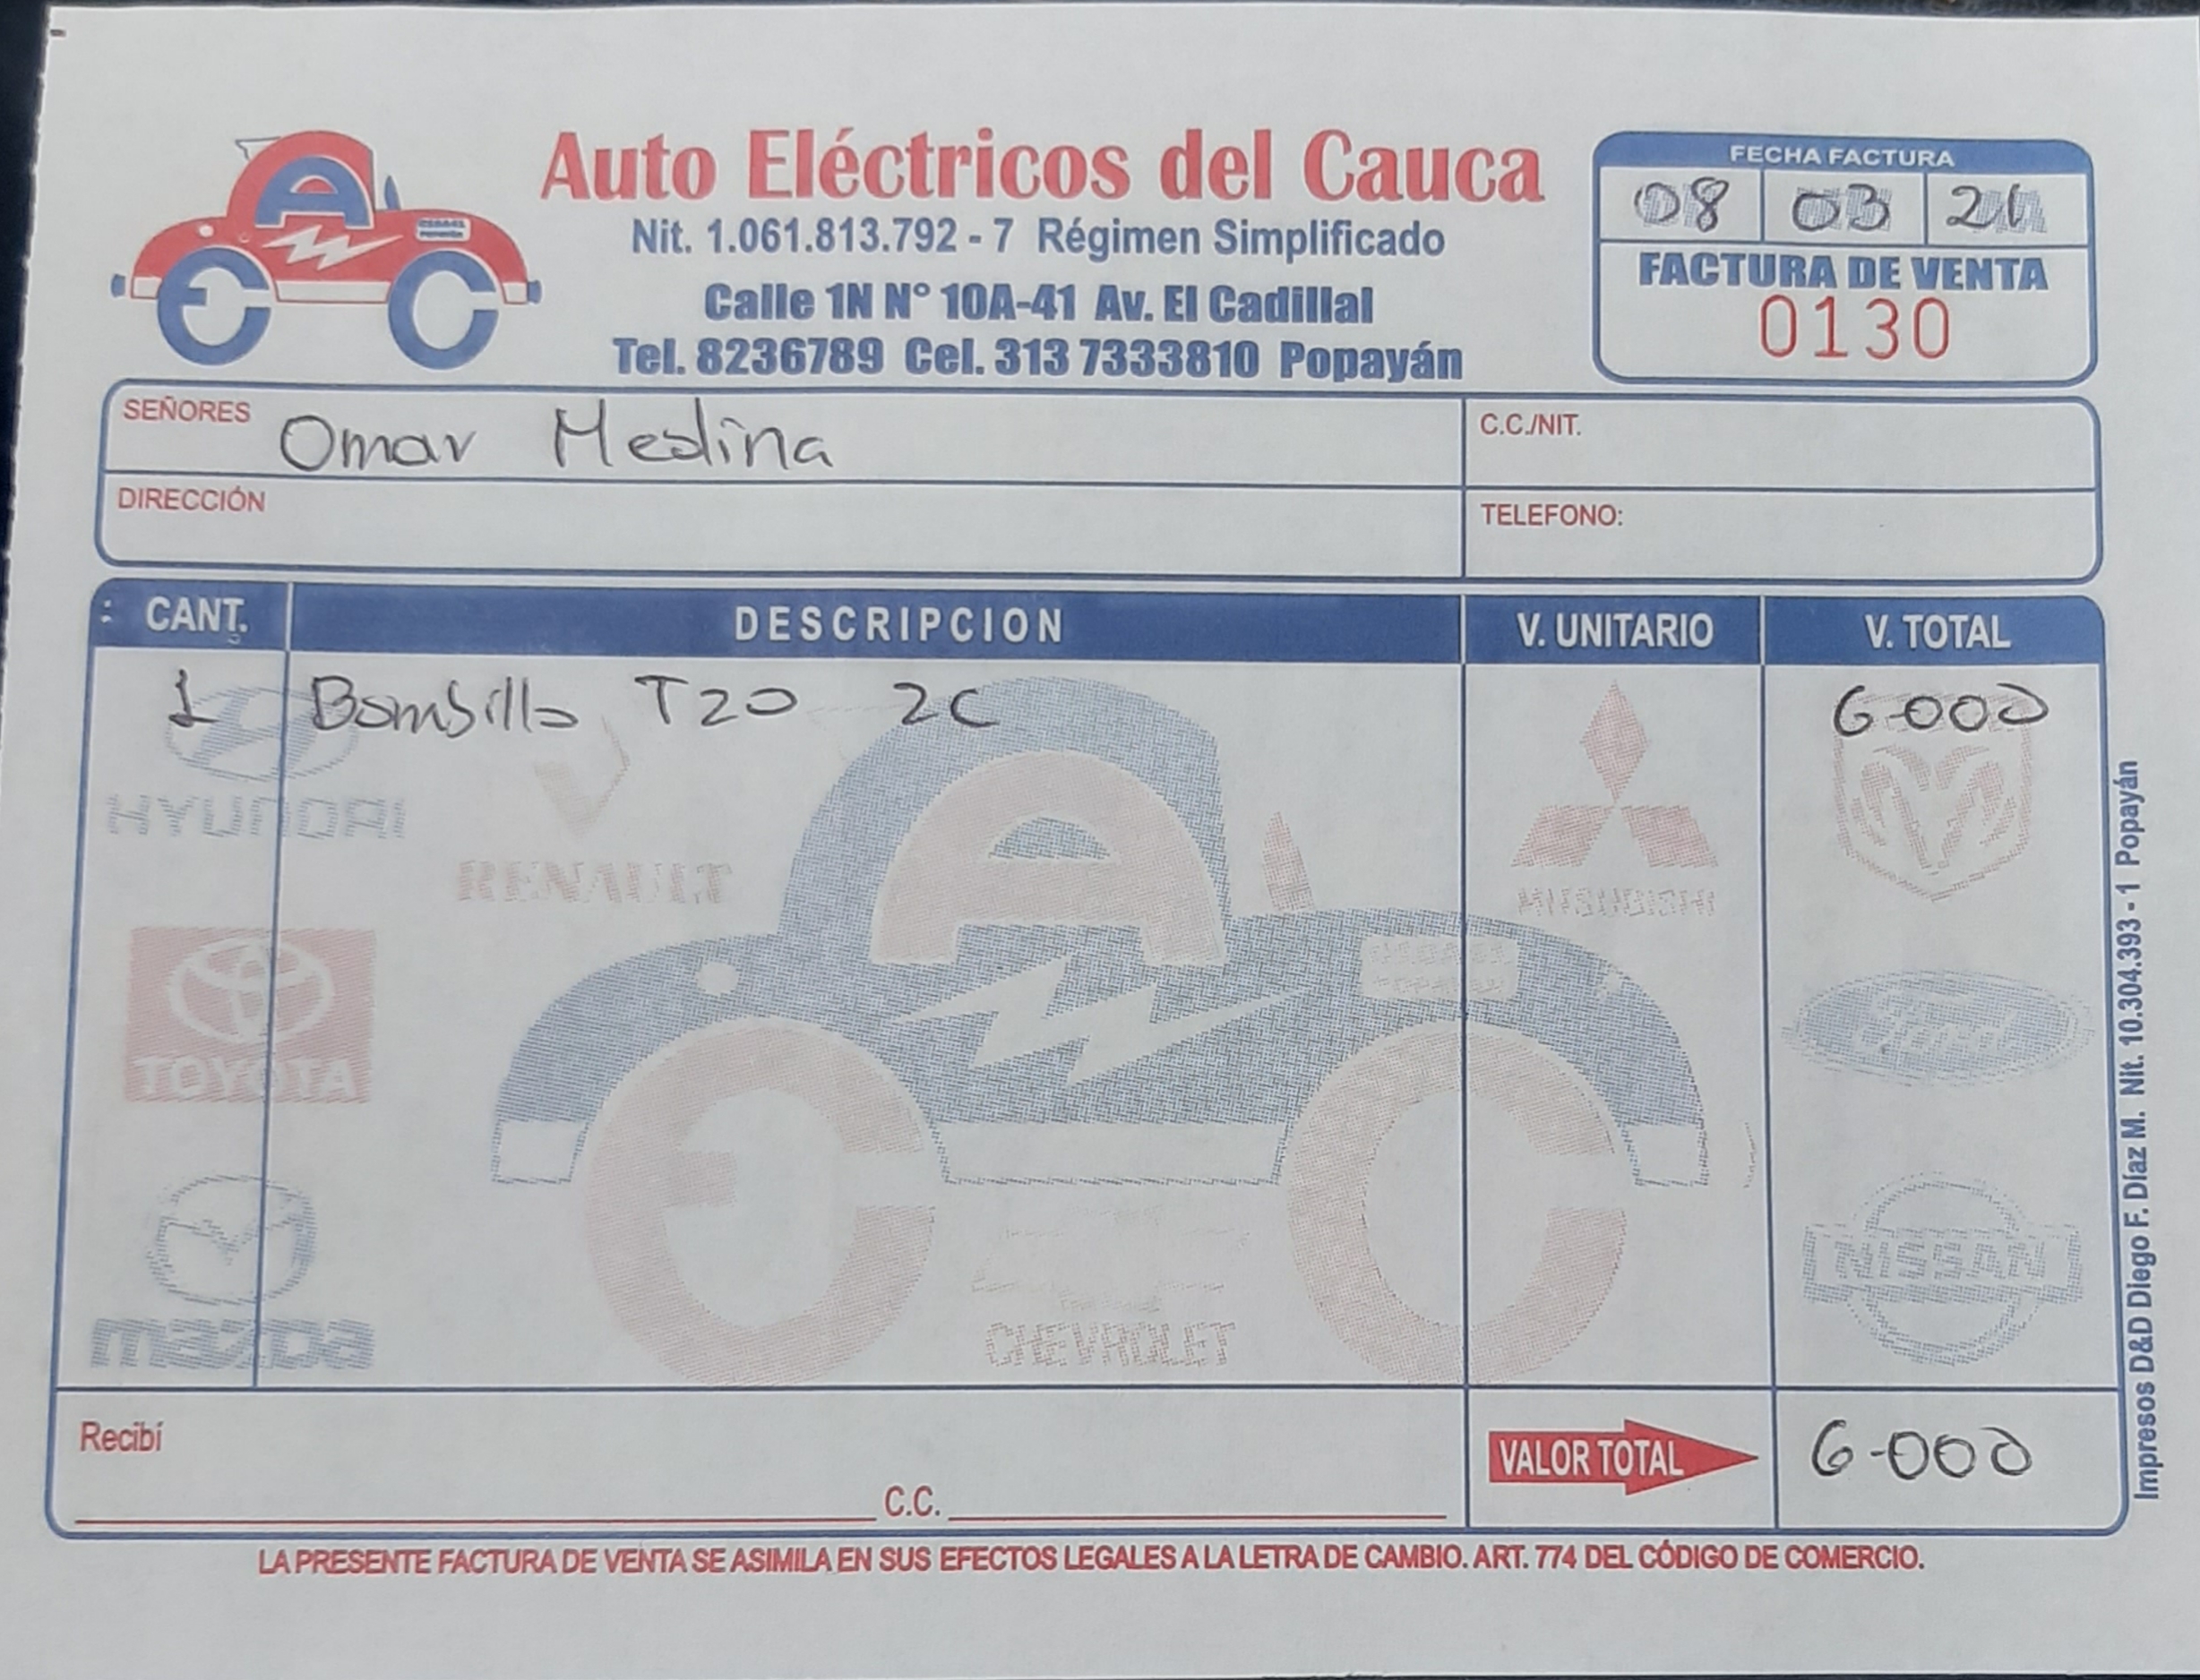 Auto Eléctricos del Cauca
Nit. 1.061.813.792 - 7 Régimen Simplificado
Calle 1N N° 10A-41 Av. El Cadillal
Tel. 8236789 Cel. 313 7333810 Popayán
FECHA FACTURA
DD MM AA
08 03 21
FACTURA DE VENTA
0130
SEÑORES Omar Medina
C.C./NIT.
DIRECCIÓN
TELEFONO:
CANT. DESCRIPCION V. UNITARIO V. TOTAL
1 Bombillo T20 2C 6-000
HYUNDAI
RENAULT
MITSUBISHI
TOYOTA
Ford
NISSAN
mazda
CHEVROLET
Recibí
C.C.
VALOR TOTAL 6-000
LA PRESENTE FACTURA DE VENTA SE ASIMILA EN SUS EFECTOS LEGALES A LA LETRA DE CAMBIO. ART. 774 DEL CÓDIGO DE COMERCIO.
Impresos D&D Diego F. Díaz M. Nit. 10.304.393 - 1 Popayán